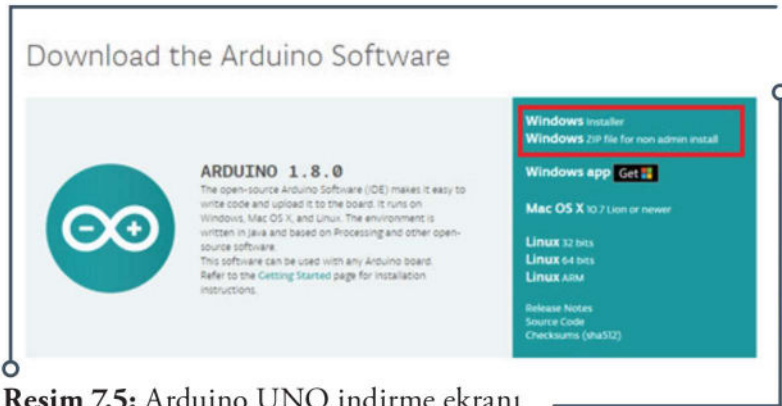 Download the Arduino Software
ARDUINO 1.8.0
The open-source Arduino Software (IDE) makes it easy to
write code and upload it to the board. It runs on
Windows, Mac OS X, and Linux. The environment is
written in Java and based on Processing and other open-
source software.
This software can be used with any Arduino board.
Refer to the Getting Started page for Installation
instructions.
Windows Installer
Windows ZIP file for non admin install
Windows app Get
Mac OS X 10.7 Lion or newer
Linux 32 bits
Linux 64 bits
Linux ARM
Release Notes
Source Code
Checksums (sha512)
Resim 7.5: Arduino UNO indirme ekranı